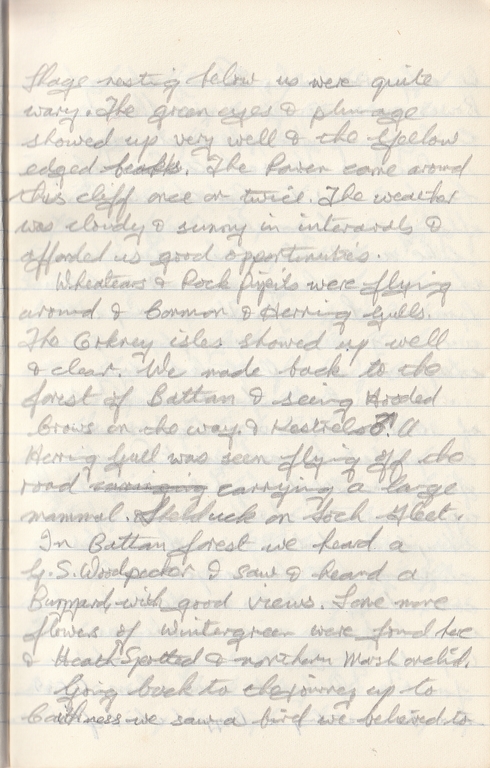 Shags nesting below us were quite
wary. The green eyes & plumage
showed up very well & the yellow
edged beaks. The Raven came around
this cliff once or twice. The weather
was cloudy & sunny in intervals &
afforded us good opportunities.
Wheatears & Rock Pipits were flying
around & Common & Herring Gulls.
The Orkney isles showed up well
& clear. We made back to the
forest of Battan & seeing Hooded
Crows on the way. & Kestrel ♂. A
Herring Gull was seen flying off the
road carrying a large
mammal. Shelduck on Loch Fleet.
In Battan forest we heard a
G.S. Woodpecker & saw & heard a
Buzzard with good views. Some more
flowers of wintergreen were found here
& Heath Spotted & northern Marsh orchid.
Going back to the journey up to
Caithness we saw a bird we believed to